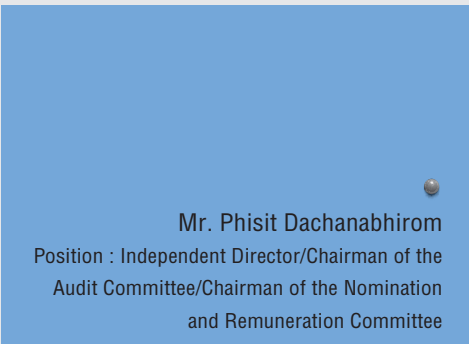 Mr. Phisit Dachanabhirom
Position : Independent Director/Chairman of the
Audit Committee/Chairman of the Nomination
and Remuneration Committee